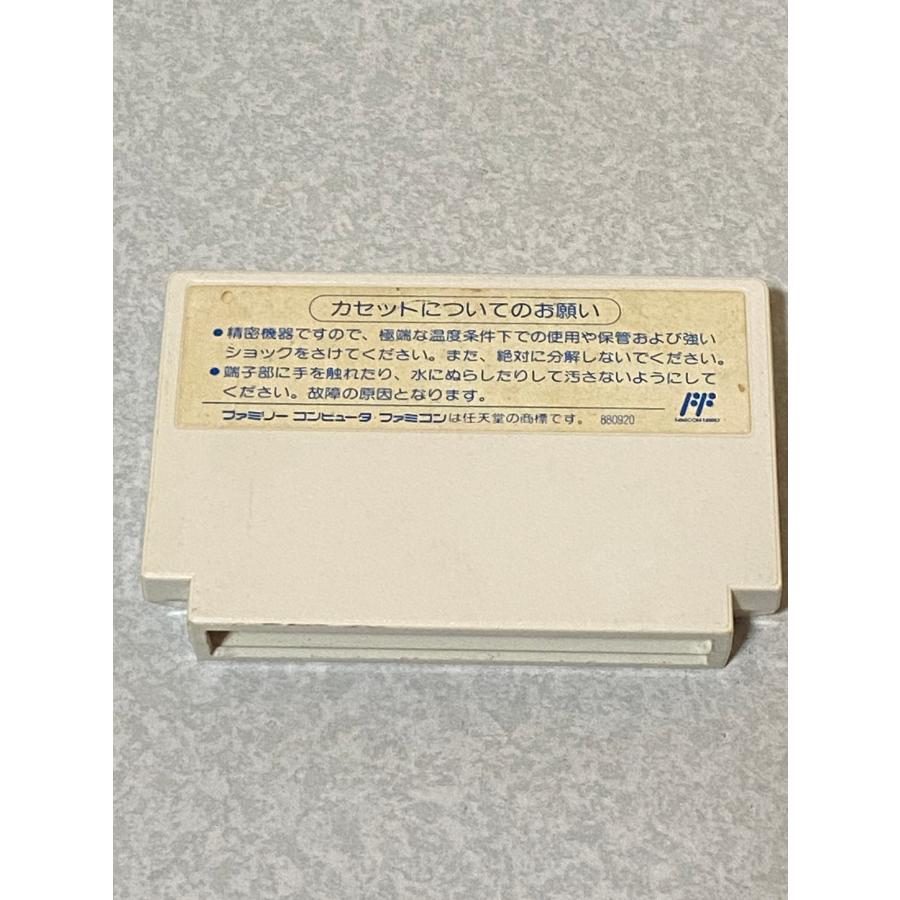 カセットについてのお願い
●精密機器ですので、極端な温度条件下での使用や保管および強い
ショックをさけてください。また、絶対に分解しないでください。
●端子部に手を触れたり、水にぬらしたりして汚さないようにして
ください。故障の原因となります。
ファミリーコンピュータ・ファミコンは任天堂の商標です。 880920